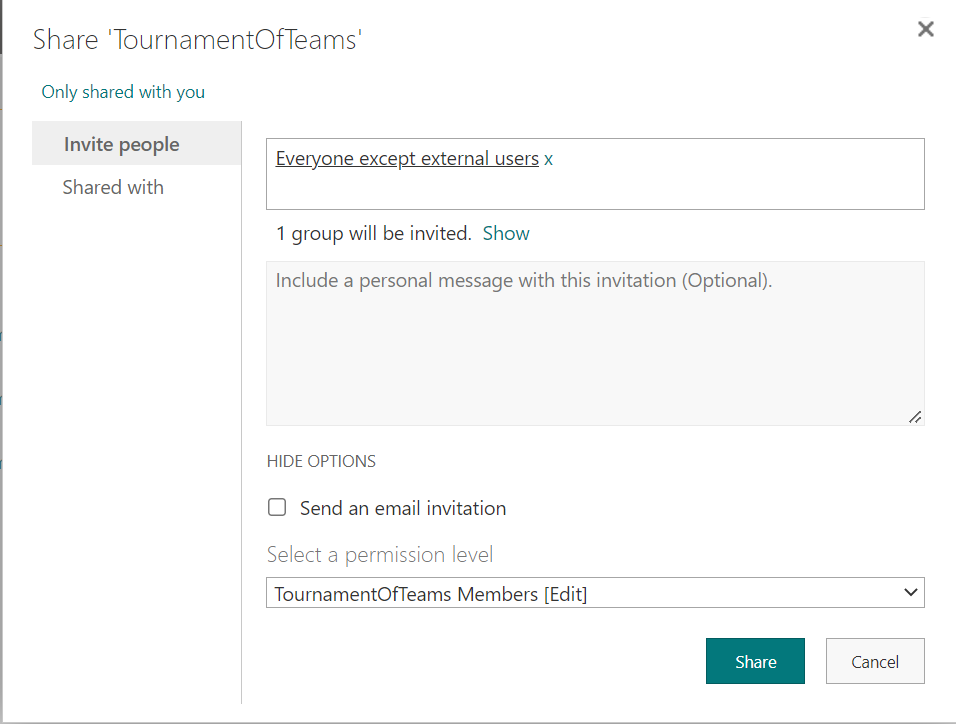 Share 'TournamentOfTeams'
Only shared with you
Invite people
Shared with
Everyone except external users x
1 group will be invited. Show
Include a personal message with this invitation (Optional).
HIDE OPTIONS
Send an email invitation
Select a permission level
TournamentOfTeams Members [Edit]
Share Cancel